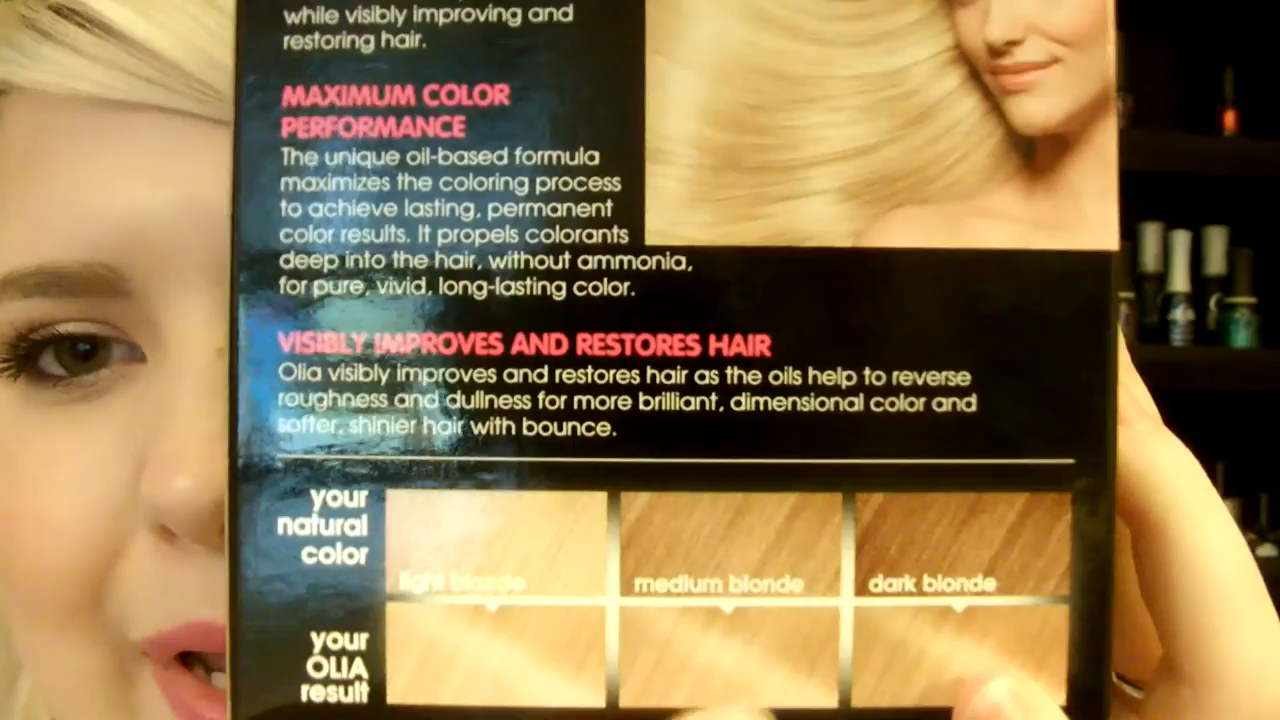 while visibly improving and
restoring hair.
MAXIMUM COLOR
PERFORMANCE
The unique oil-based formula
maximizes the coloring process
to achieve lasting, permanent
color results. It propels colorants
deep into the hair, without ammonia,
for pure, vivid, long-lasting color.
VISIBLY IMPROVES AND RESTORES HAIR
Olia visibly improves and restores hair as the oils help to reverse
roughness and dullness for more brilliant, dimensional color and
softer, shinier hair with bounce.
your
natural
color
light blonde
medium blonde
dark blonde
your
OLIA
result